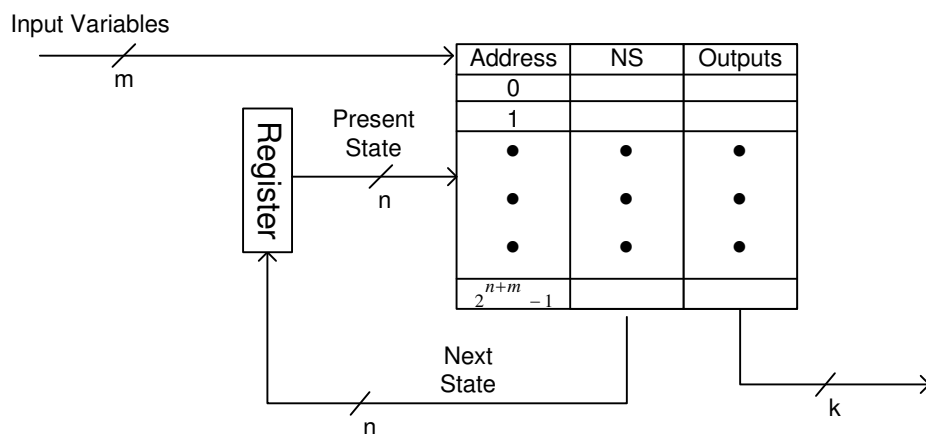 Input Variables
m
Address NS Outputs
0
1
Register
Present
State
n
2^{n+m} − 1
Next
State
n
k